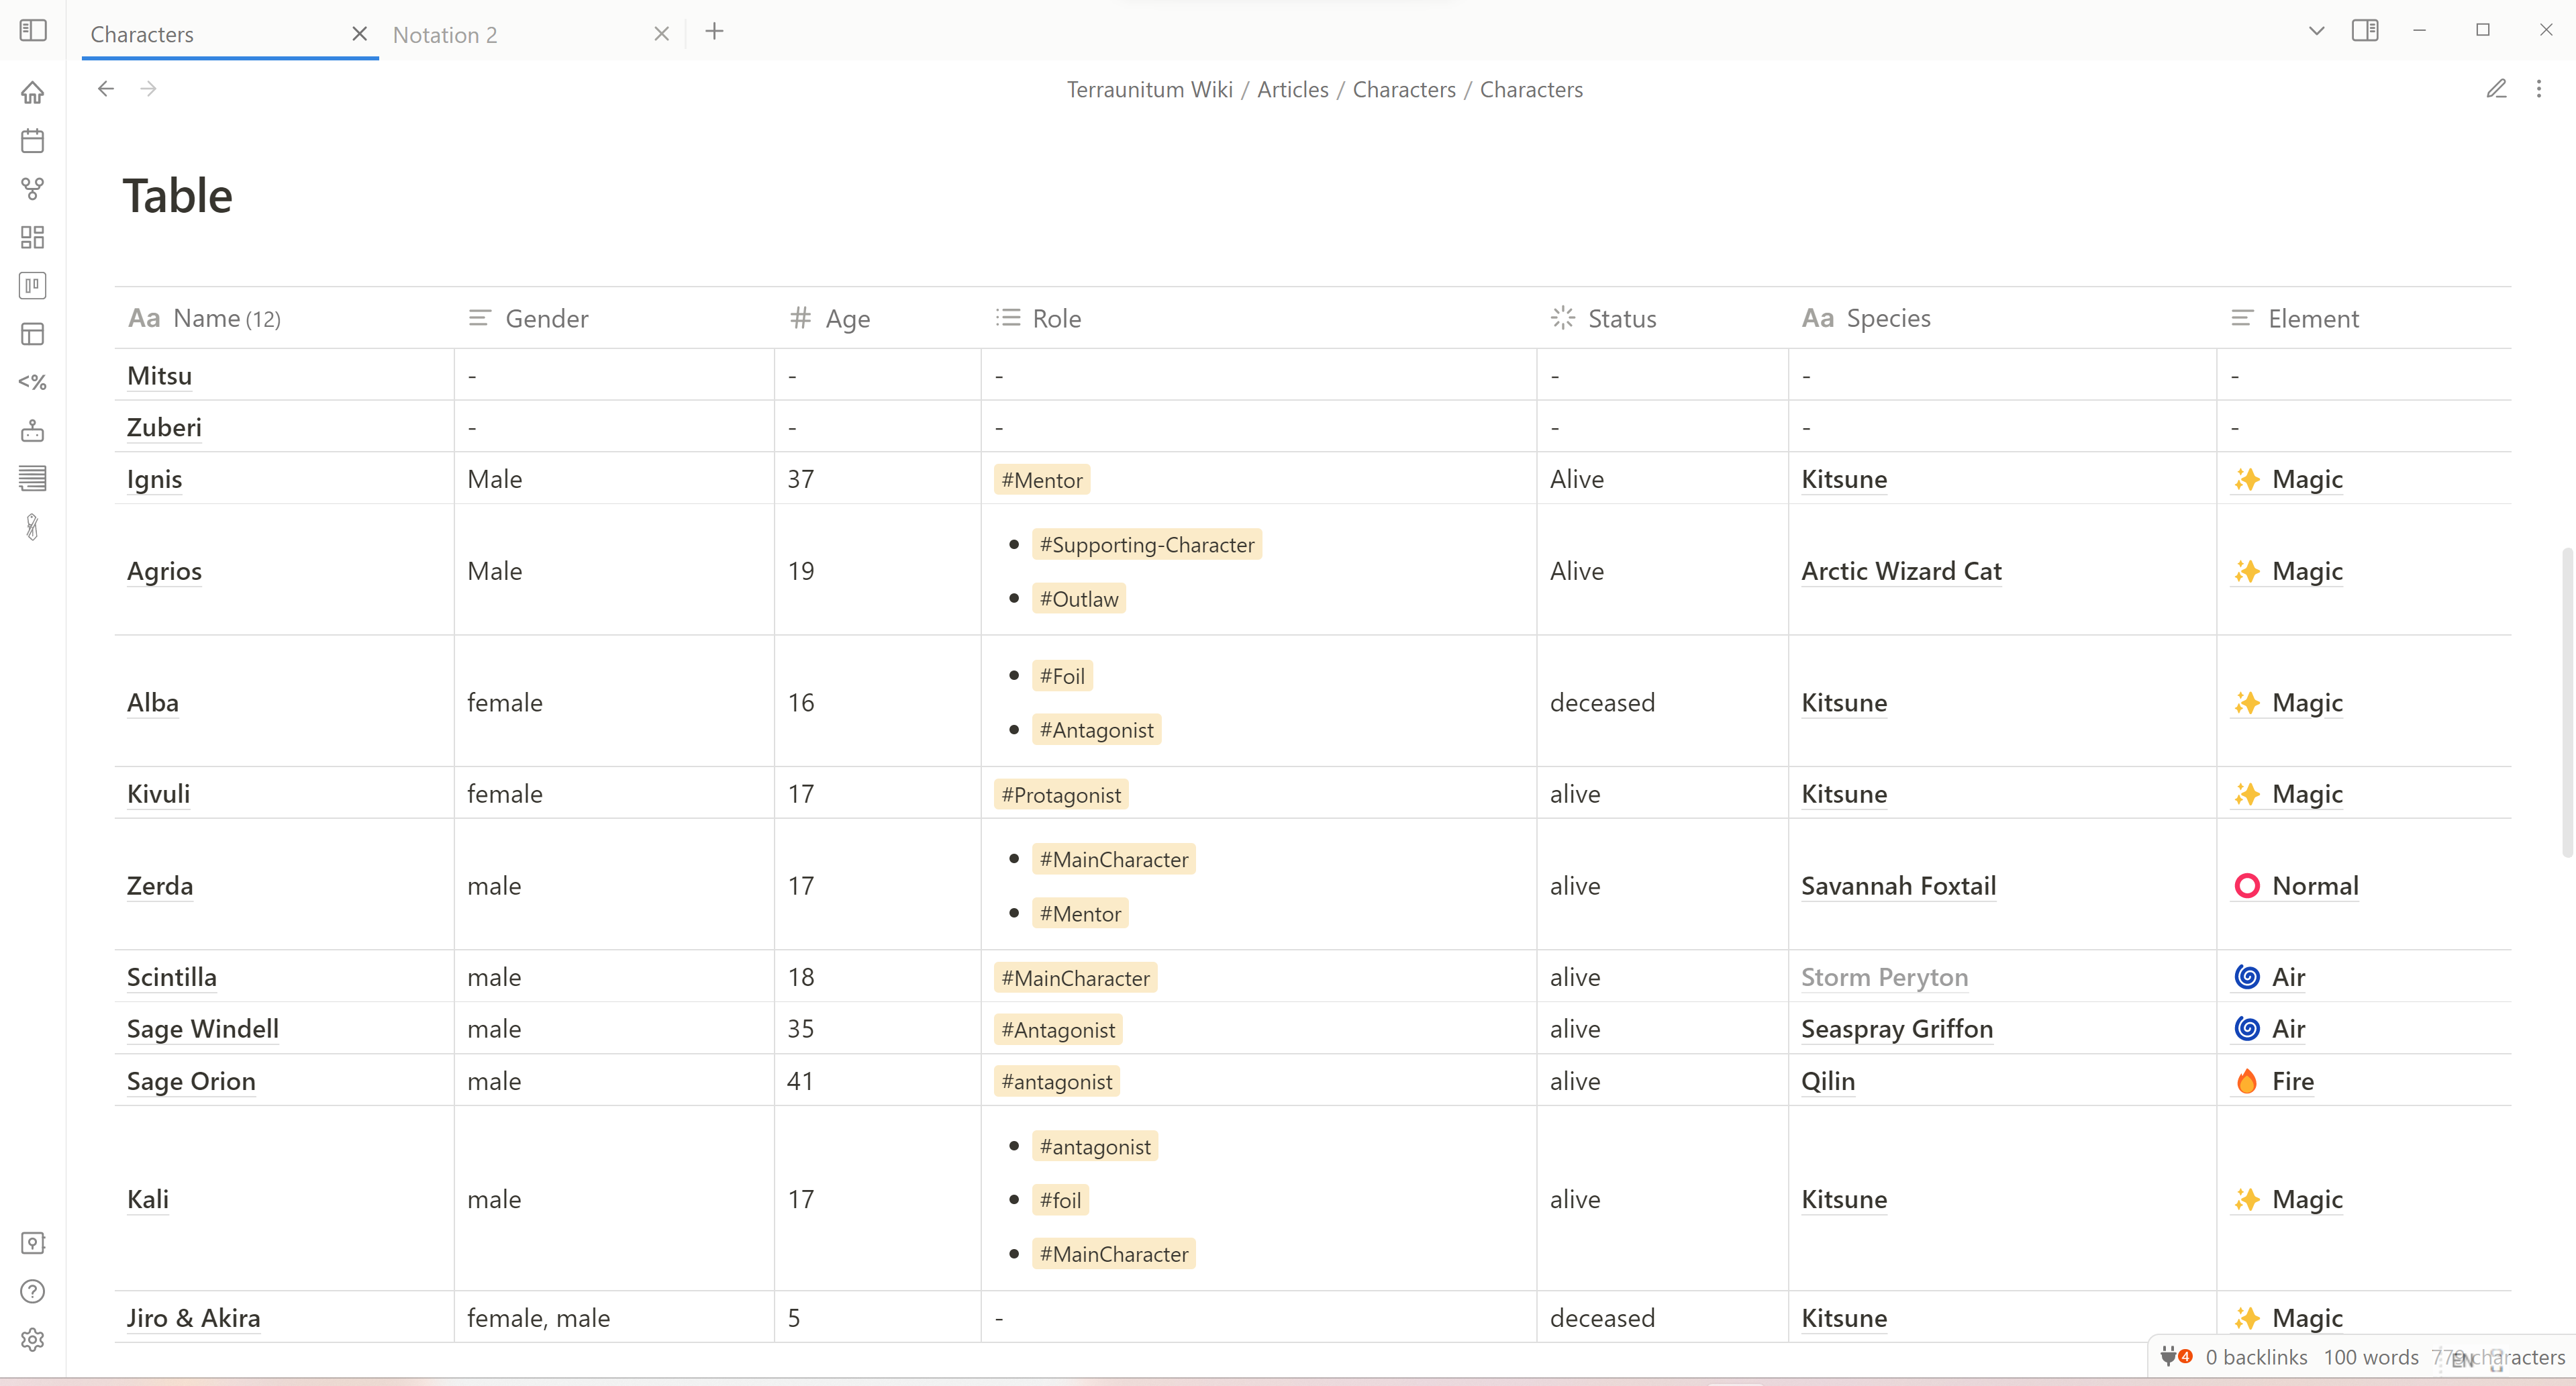 Characters
Notation 2
Terraunitum Wiki / Articles / Characters / Characters
Table
Aa Name (12) Gender # Age Role Status Aa Species Element
Mitsu - - - - - -
Zuberi - - - - - -
Ignis Male 37 #Mentor Alive Kitsune ✨ Magic
Agrios Male 19 #Supporting-Character #Outlaw Alive Arctic Wizard Cat ✨ Magic
Alba female 16 #Foil #Antagonist deceased Kitsune ✨ Magic
Kivuli female 17 #Protagonist alive Kitsune ✨ Magic
Zerda male 17 #MainCharacter #Mentor alive Savannah Foxtail ⭕ Normal
Scintilla male 18 #MainCharacter alive Storm Peryton 🌀 Air
Sage Windell male 35 #Antagonist alive Seaspray Griffon 🌀 Air
Sage Orion male 41 #antagonist alive Qilin 🔥 Fire
Kali male 17 #antagonist #foil #MainCharacter alive Kitsune ✨ Magic
Jiro & Akira female, male 5 - deceased Kitsune ✨ Magic
<%
4 0 backlinks 100 words characters
EN